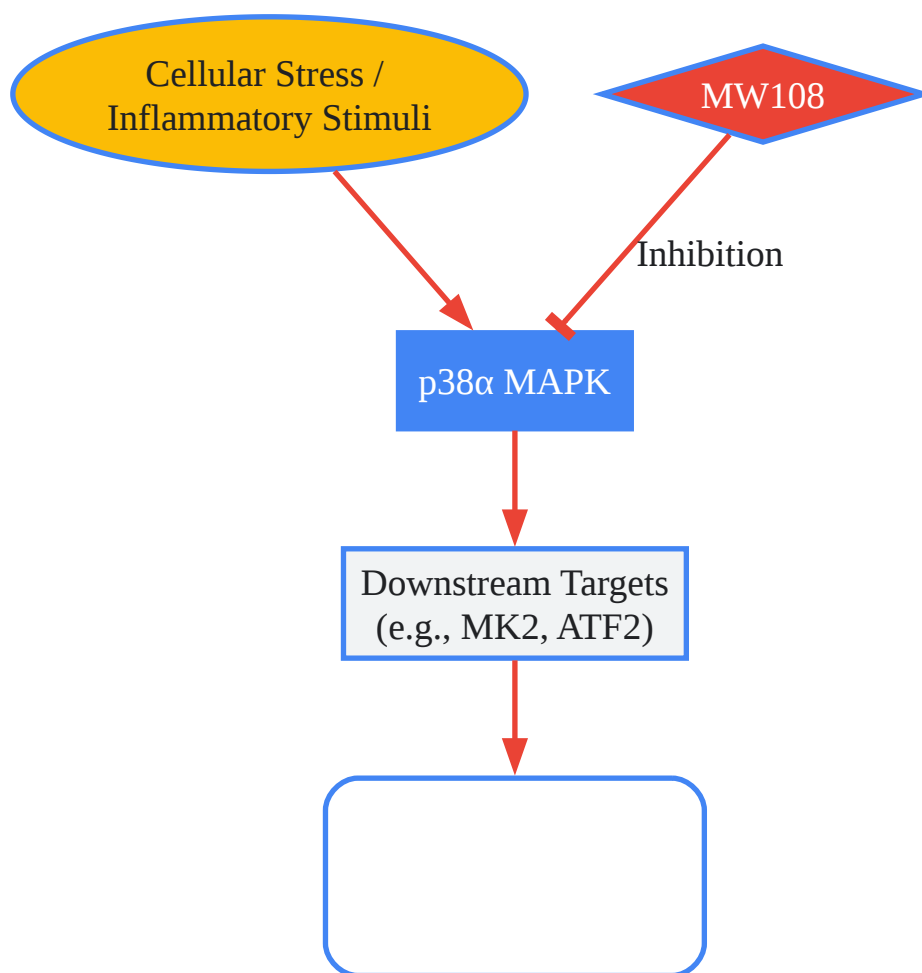 Cellular Stress /
Inflammatory Stimuli
MW108
Inhibition
p38α MAPK
Downstream Targets
(e.g., MK2, ATF2)